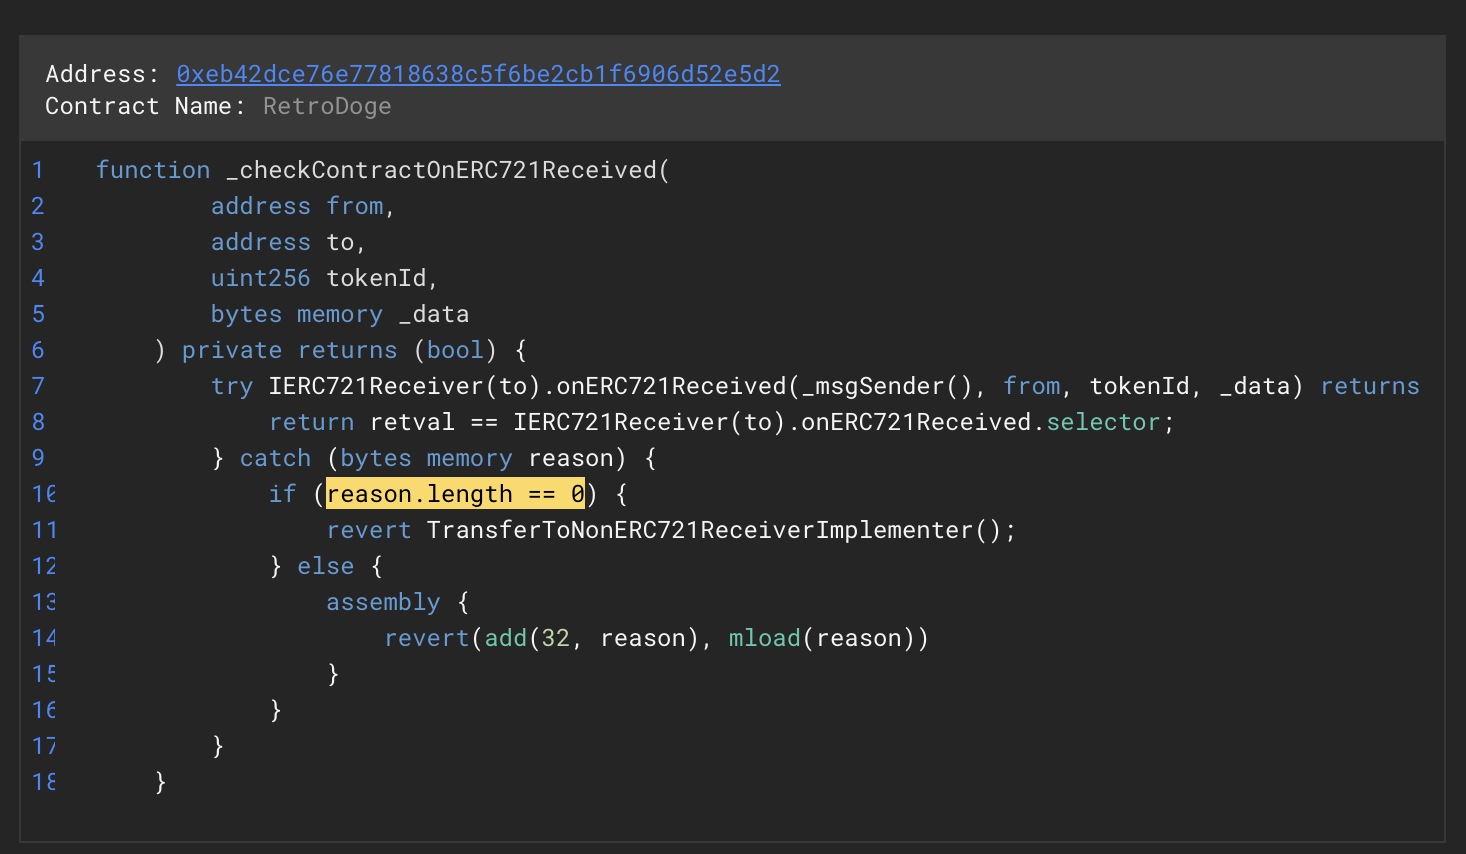 Address: 0xeb42dce76e77818638c5f6be2cb1f6906d52e5d2
Contract Name: RetroDoge
1 function _checkContractOnERC721Received(
2 address from,
3 address to,
4 uint256 tokenId,
5 bytes memory _data
6 ) private returns (bool) {
7 try IERC721Receiver(to).onERC721Received(_msgSender(), from, tokenId, _data) returns
8 return retval == IERC721Receiver(to).onERC721Received.selector;
9 } catch (bytes memory reason) {
10 if (reason.length == 0) {
11 revert TransferToNonERC721ReceiverImplementer();
12 } else {
13 assembly {
14 revert(add(32, reason), mload(reason))
15 }
16 }
17 }
18 }